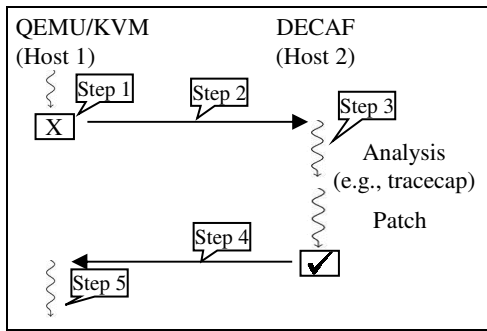 QEMU/KVM
(Host 1)
DECAF
(Host 2)
Step 1
Step 2
Step 3
X
Analysis
(e.g., tracecap)
Patch
Step 4
Step 5